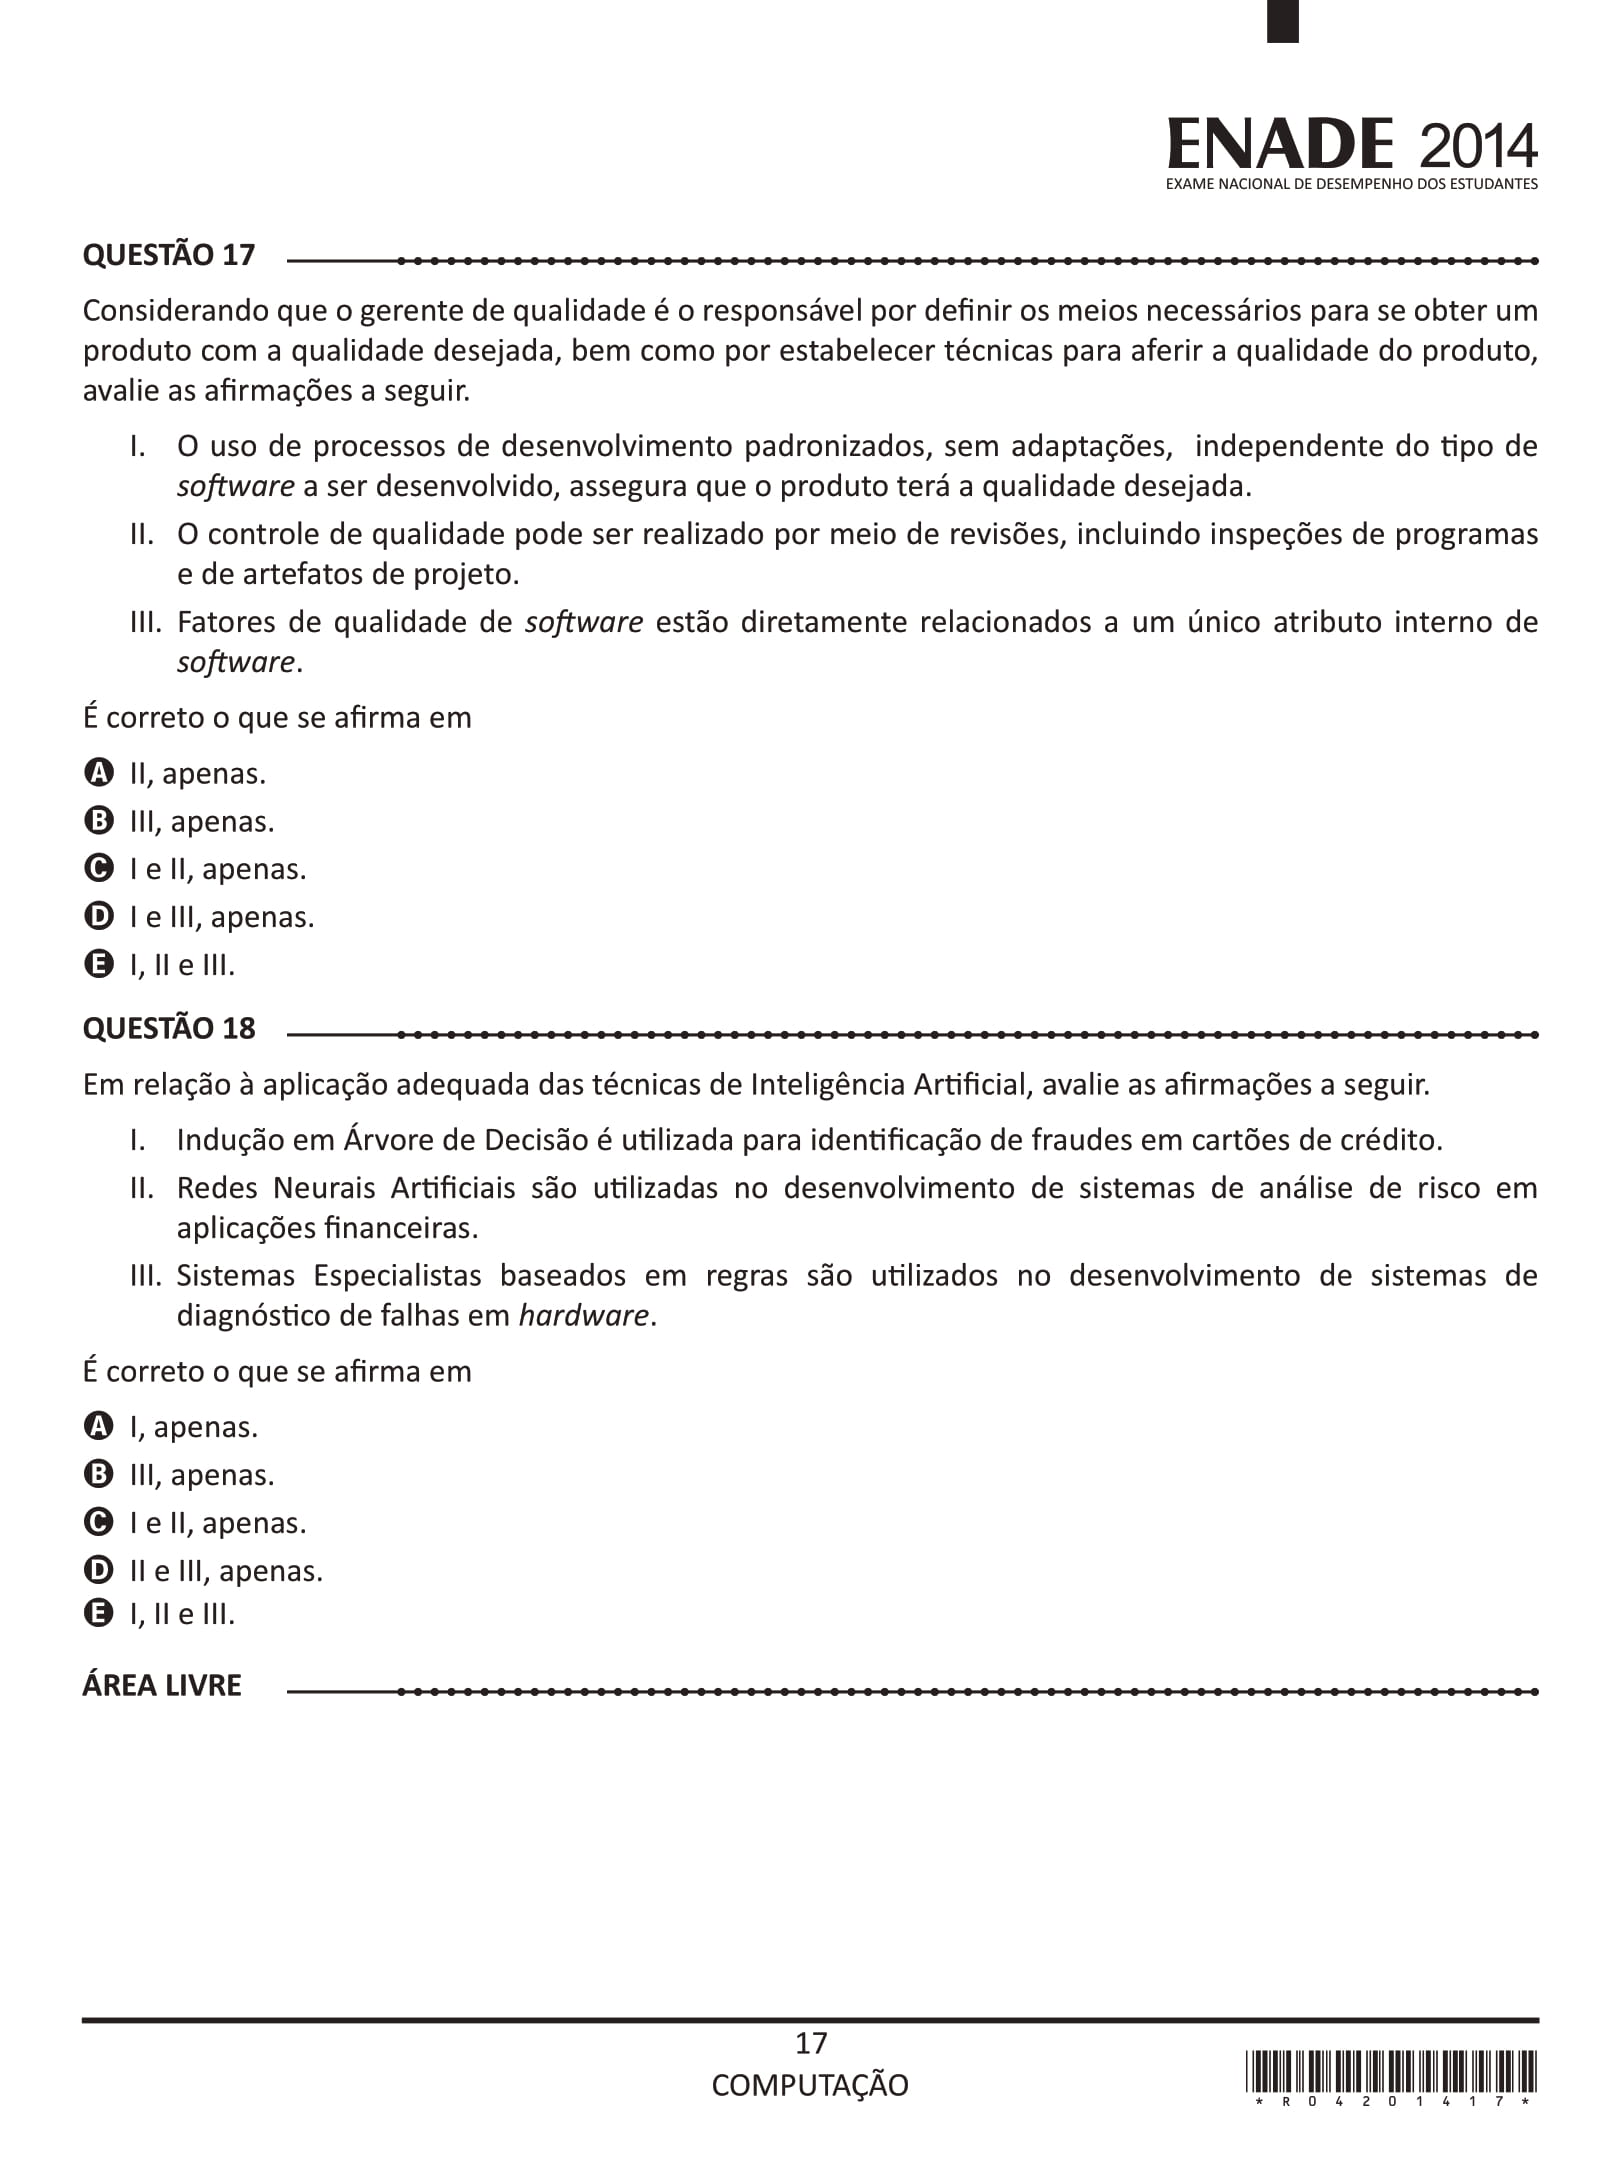 ENADE 2014
EXAME NACIONAL DE DESEMPENHO DOS ESTUDANTES
QUESTÃO 17
Considerando que o gerente de qualidade é o responsável por definir os meios necessários para se obter um
produto com a qualidade desejada, bem como por estabelecer técnicas para aferir a qualidade do produto,
avalie as afirmações a seguir.
I. O uso de processos de desenvolvimento padronizados, sem adaptações, independente do tipo de
software a ser desenvolvido, assegura que o produto terá a qualidade desejada.
II. O controle de qualidade pode ser realizado por meio de revisões, incluindo inspeções de programas
e de artefatos de projeto.
III. Fatores de qualidade de software estão diretamente relacionados a um único atributo interno de
software.
É correto o que se afirma em
A II, apenas.
B III, apenas.
C I e II, apenas.
D I e III, apenas.
E I, II e III.
QUESTÃO 18
Em relação à aplicação adequada das técnicas de Inteligência Artificial, avalie as afirmações a seguir.
I. Indução em Árvore de Decisão é utilizada para identificação de fraudes em cartões de crédito.
II. Redes Neurais Artificiais são utilizadas no desenvolvimento de sistemas de análise de risco em
aplicações financeiras.
III. Sistemas Especialistas baseados em regras são utilizados no desenvolvimento de sistemas de
diagnóstico de falhas em hardware.
É correto o que se afirma em
A I, apenas.
B III, apenas.
C I e II, apenas.
D II e III, apenas.
E I, II e III.
ÁREA LIVRE
17
COMPUTAÇÃO
*R04201417*